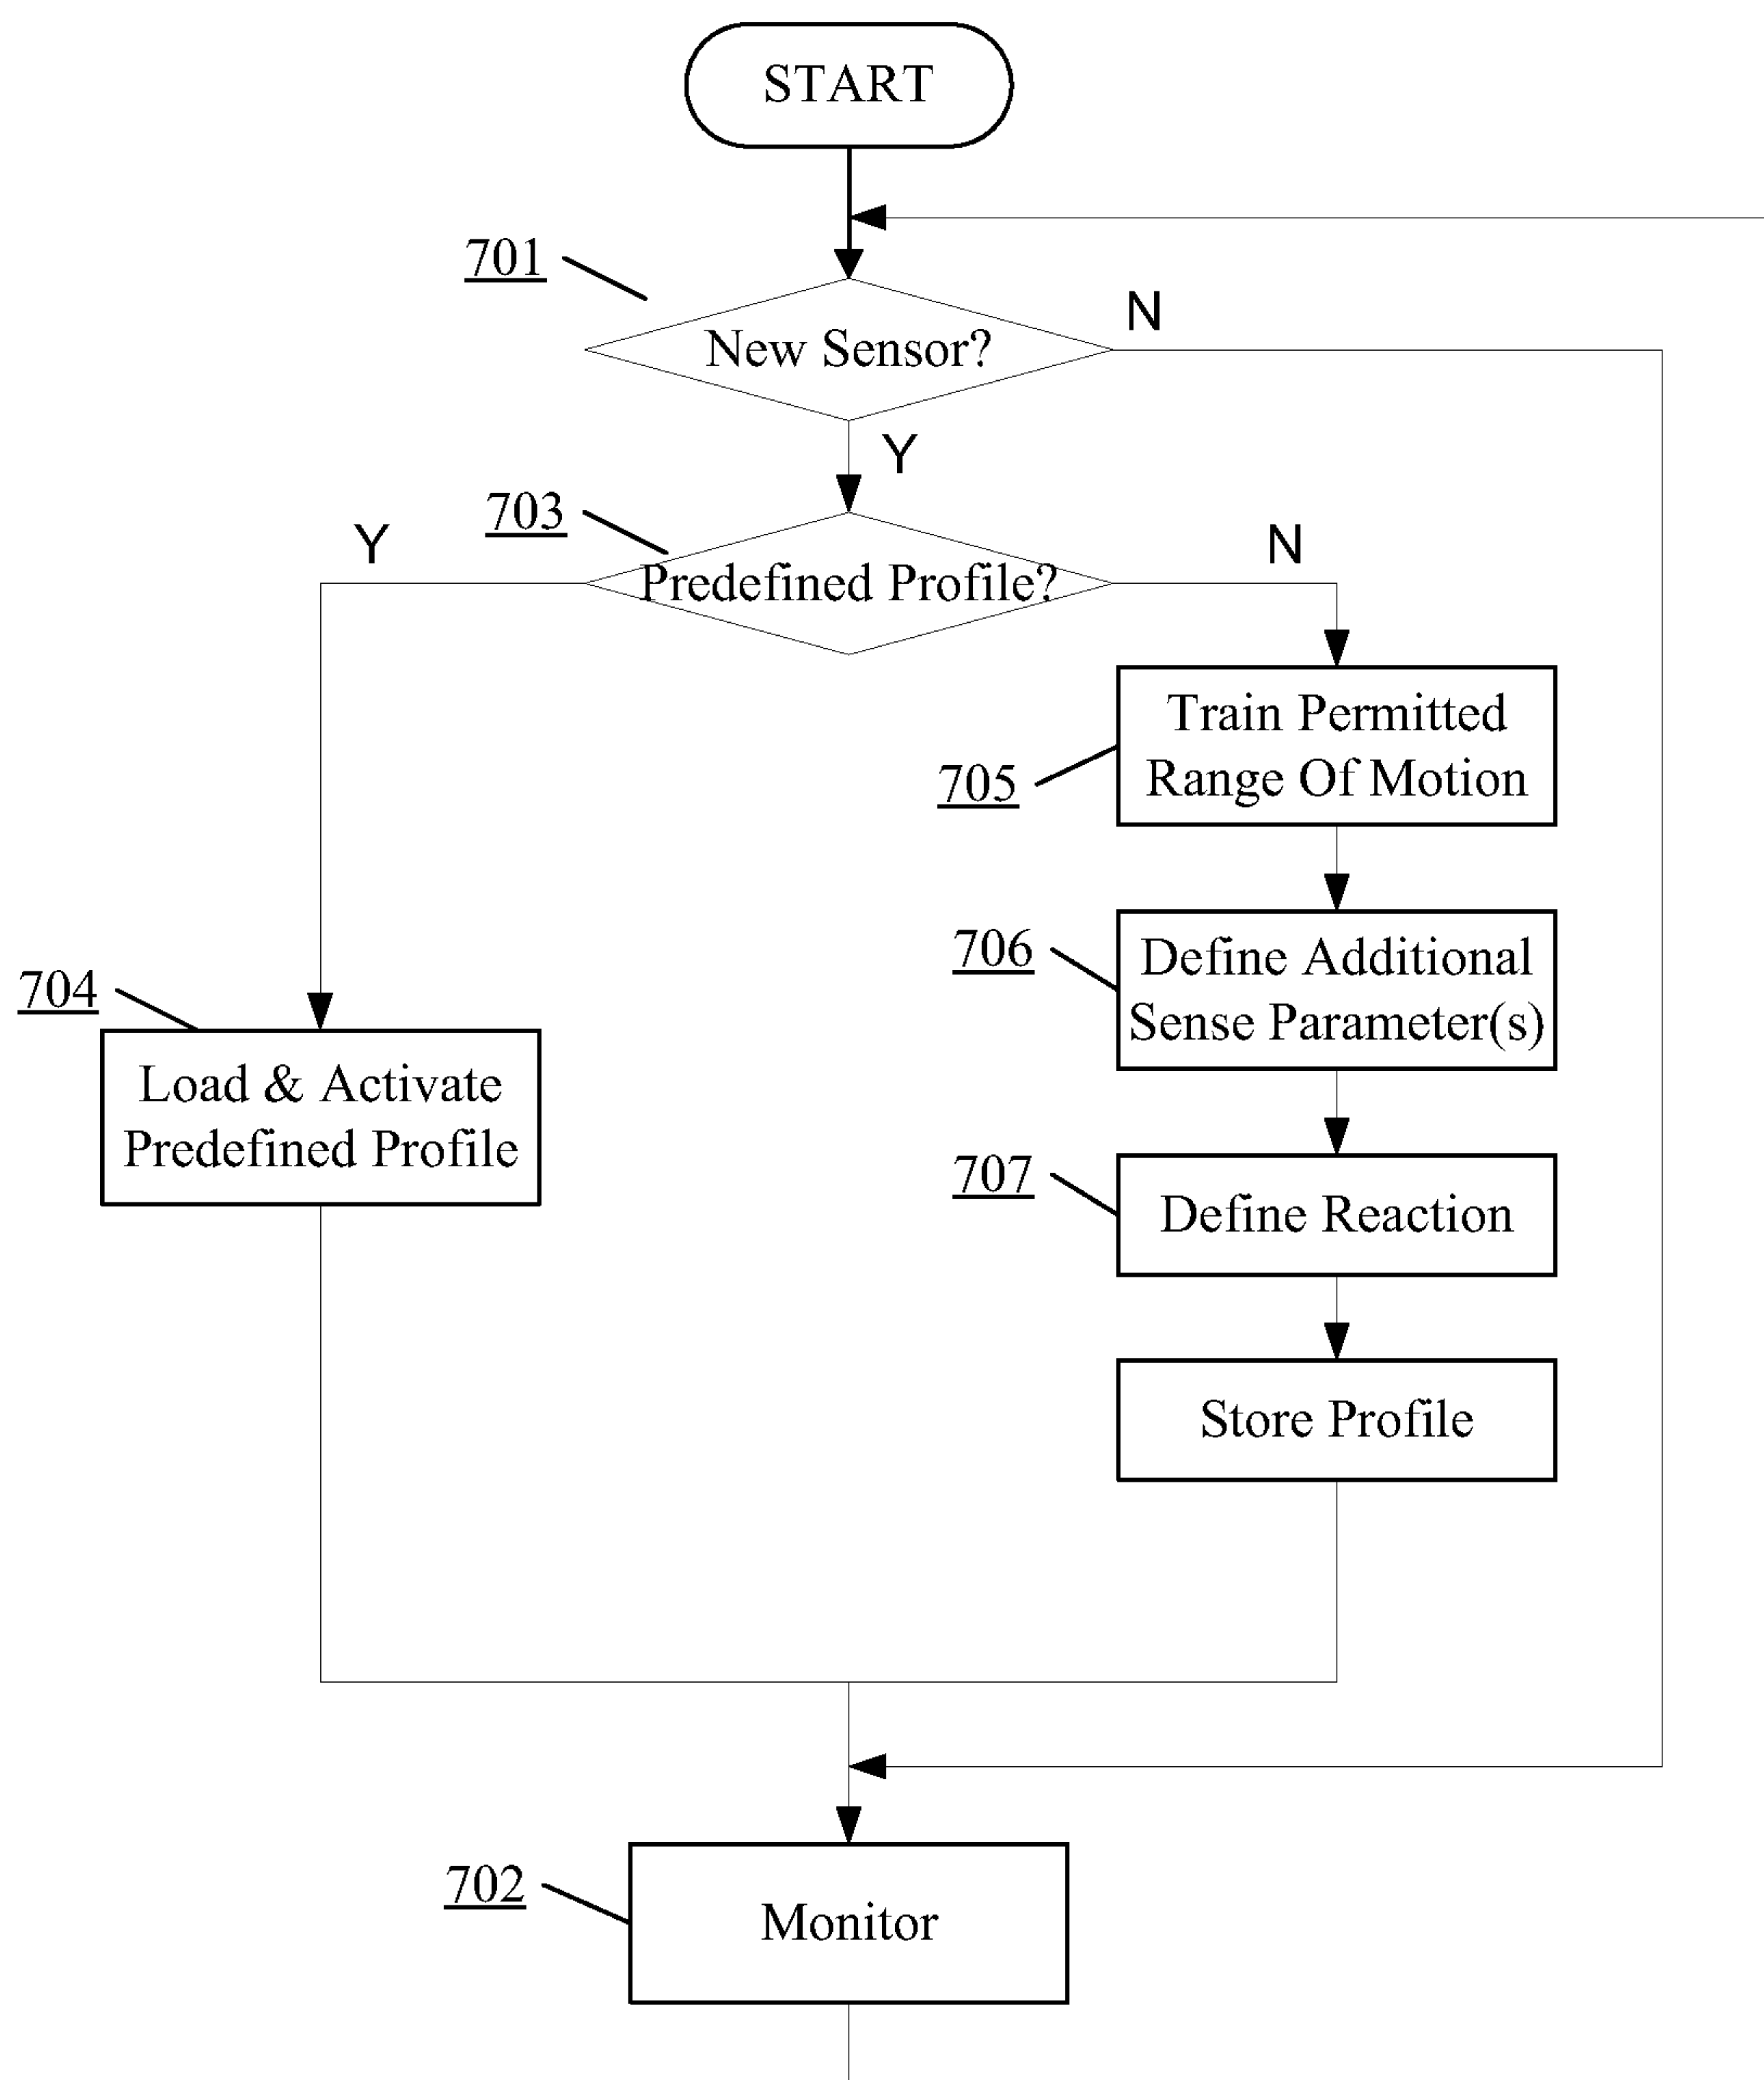 START
701
New Sensor?
N
Y
703
Y
Predefined Profile?
N
Train Permitted
Range Of Motion
705
706
Define Additional
Sense Parameter(s)
704
Load & Activate
Predefined Profile
707
Define Reaction
Store Profile
702
Monitor